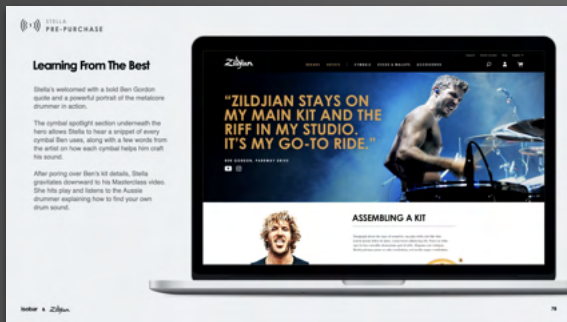 STELLA
PRE-PURCHASE
Learning From The Best
Stella's welcomed with a bold Ben Gordon
quote and a powerful portrait of the metalcore
drummer in action.
The cymbal spotlight section underneath the
hero allows Stella to hear a snippet of every
cymbal Ben uses, along with a few words from
the artist on how each cymbal helps him craft
his sound.
After poring over Ben's kit details, Stella
gravitates downward to his Masterclass video.
She hits play and listens to the Aussie
drummer explaining how to find your own
drum sound.
Zildjian
CYMBALS STICKS & MALLETS ACCESSORIES
"ZILDJIAN STAYS ON
MY MAIN KIT AND THE
RIFF IN MY STUDIO.
IT'S MY GO-TO RIDE."
BEN GORDON, PARKWAY DRIVE
ASSEMBLING A KIT
& Zildjian
78